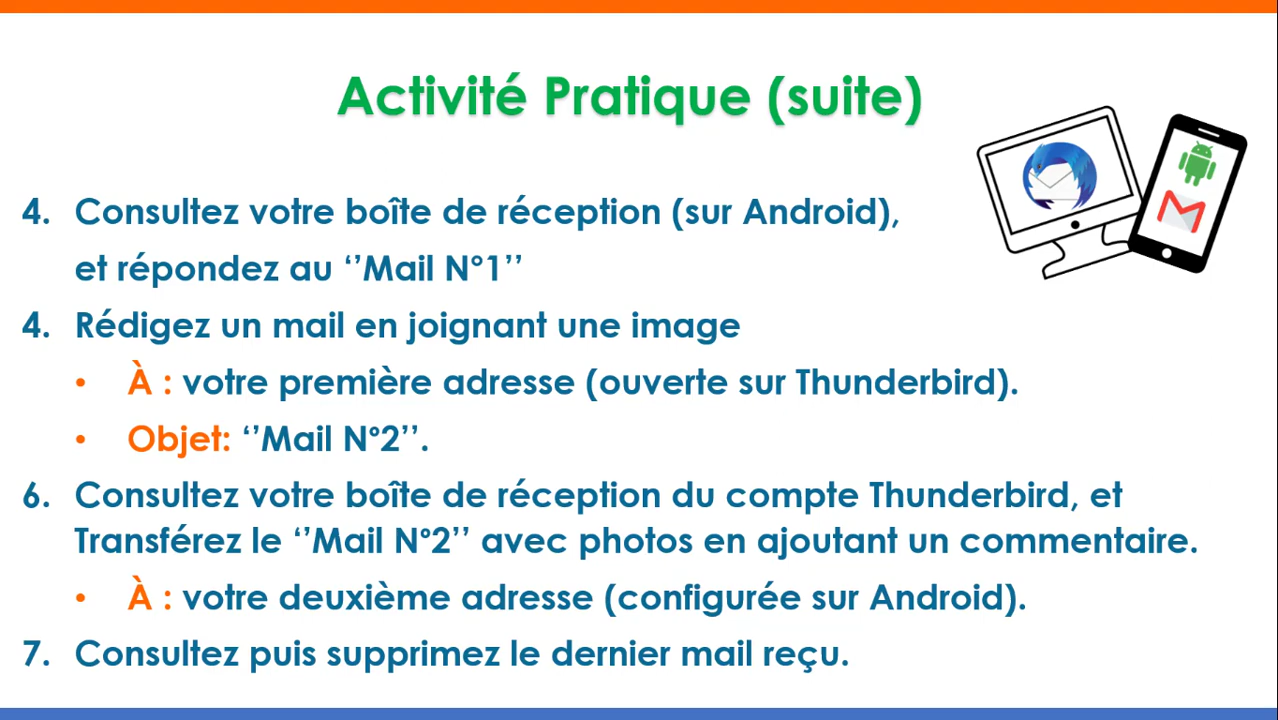 Activité Pratique (suite)
4. Consultez votre boîte de réception (sur Android),
et répondez au ‘’Mail N°1’’
4. Rédigez un mail en joignant une image
• À : votre première adresse (ouverte sur Thunderbird).
• Objet: ‘’Mail N°2’’.
6. Consultez votre boîte de réception du compte Thunderbird, et
Transférez le ‘’Mail N°2’’ avec photos en ajoutant un commentaire.
• À : votre deuxième adresse (configurée sur Android).
7. Consultez puis supprimez le dernier mail reçu.